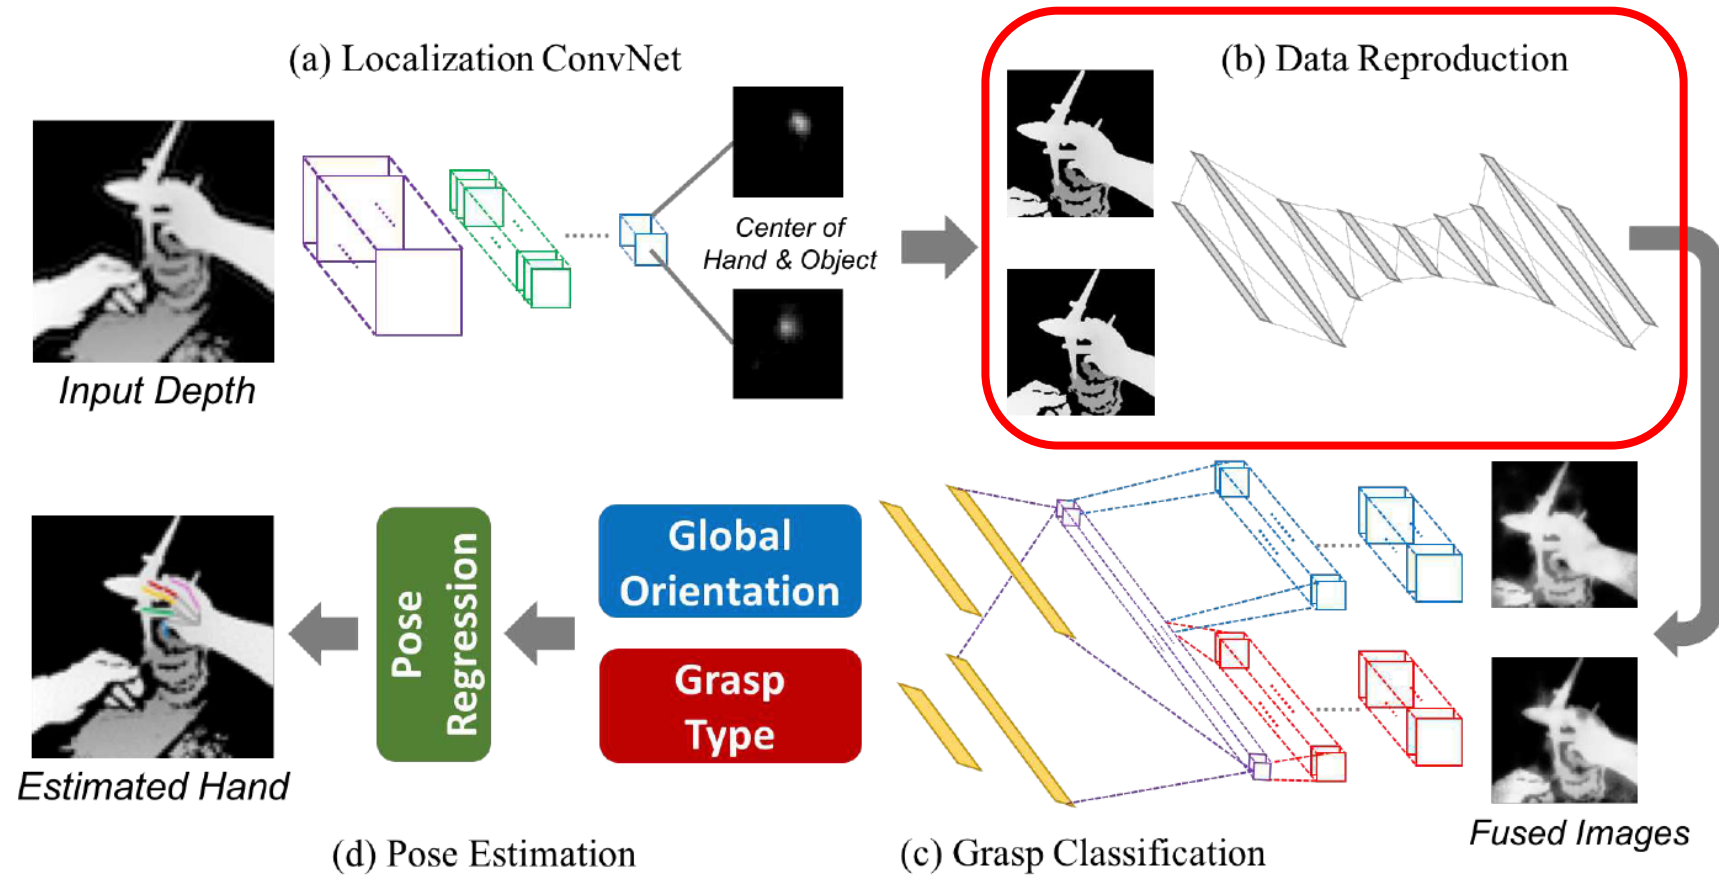 (a) Localization ConvNet
(b) Data Reproduction
Center of
Hand & Object
Input Depth
Global
Orientation
Grasp
Type
Pose
Regression
Estimated Hand
Fused Images
(d) Pose Estimation
(c) Grasp Classification